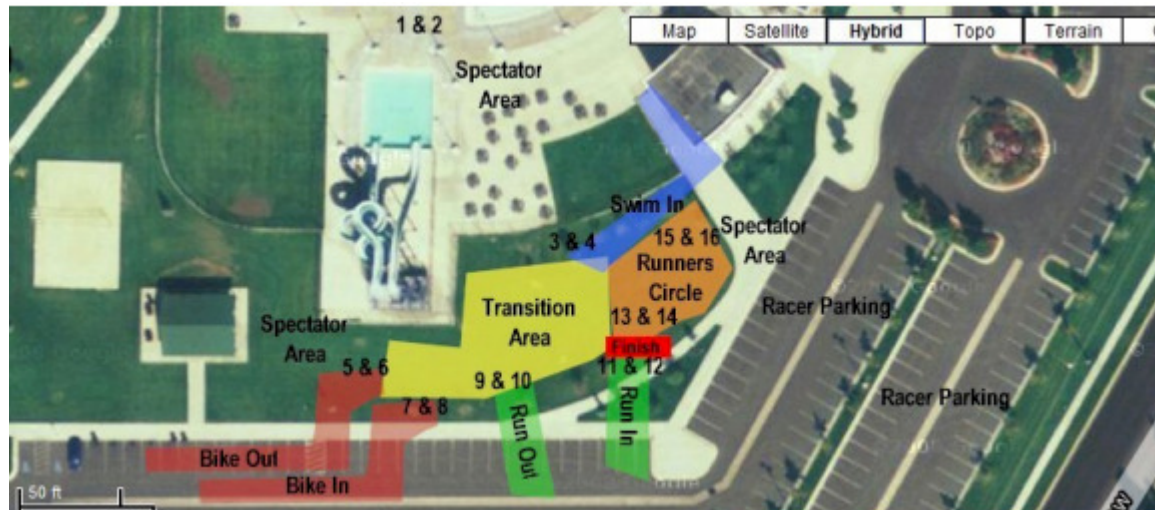 1 & 2
Map Satellite Hybrid Topo Terrain
Spectator
Area
Swim In
3 & 4
15 & 16
Spectator
Area
Runners
Circle
Transition
Area
13 & 14
Racer Parking
Spectator
Area
Finish
5 & 6
9 & 10
11 & 12
7 & 8
Run Out
Run In
Racer Parking
Bike Out
Bike In
50 ft
W